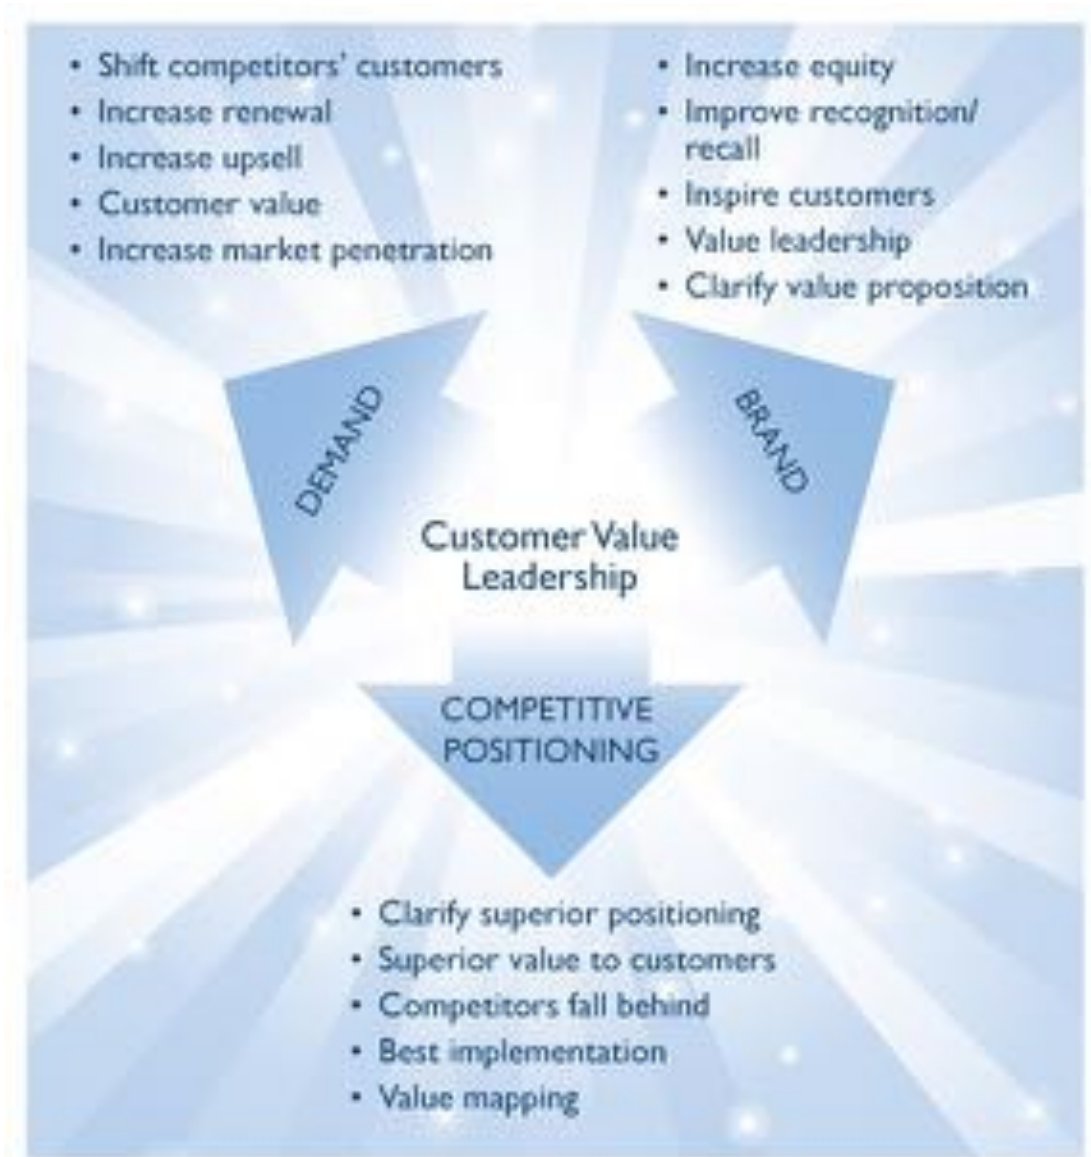 • Shift competitors' customers
• Increase renewal
• Increase upsell
• Customer value
• Increase market penetration
• Increase equity
• Improve recognition/
recall
• Inspire customers
• Value leadership
• Clarify value proposition
DEMAND
BRAND
Customer Value
Leadership
COMPETITIVE
POSITIONING
• Clarify superior positioning
• Superior value to customers
• Competitors fall behind
• Best implementation
• Value mapping